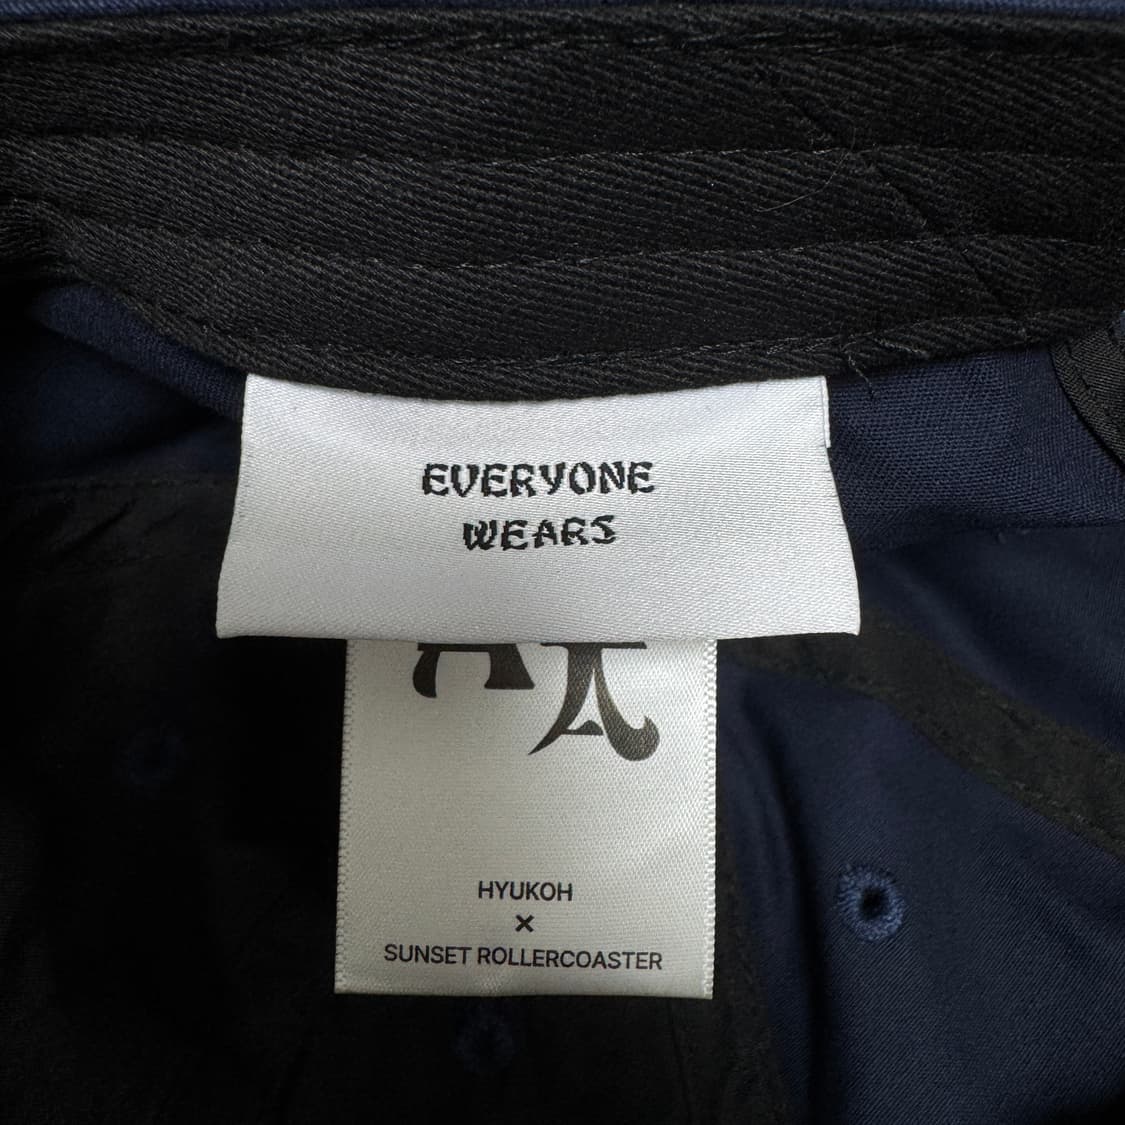 EVERYONE
WEARS
HYUKOH
×
SUNSET ROLLERCOASTER